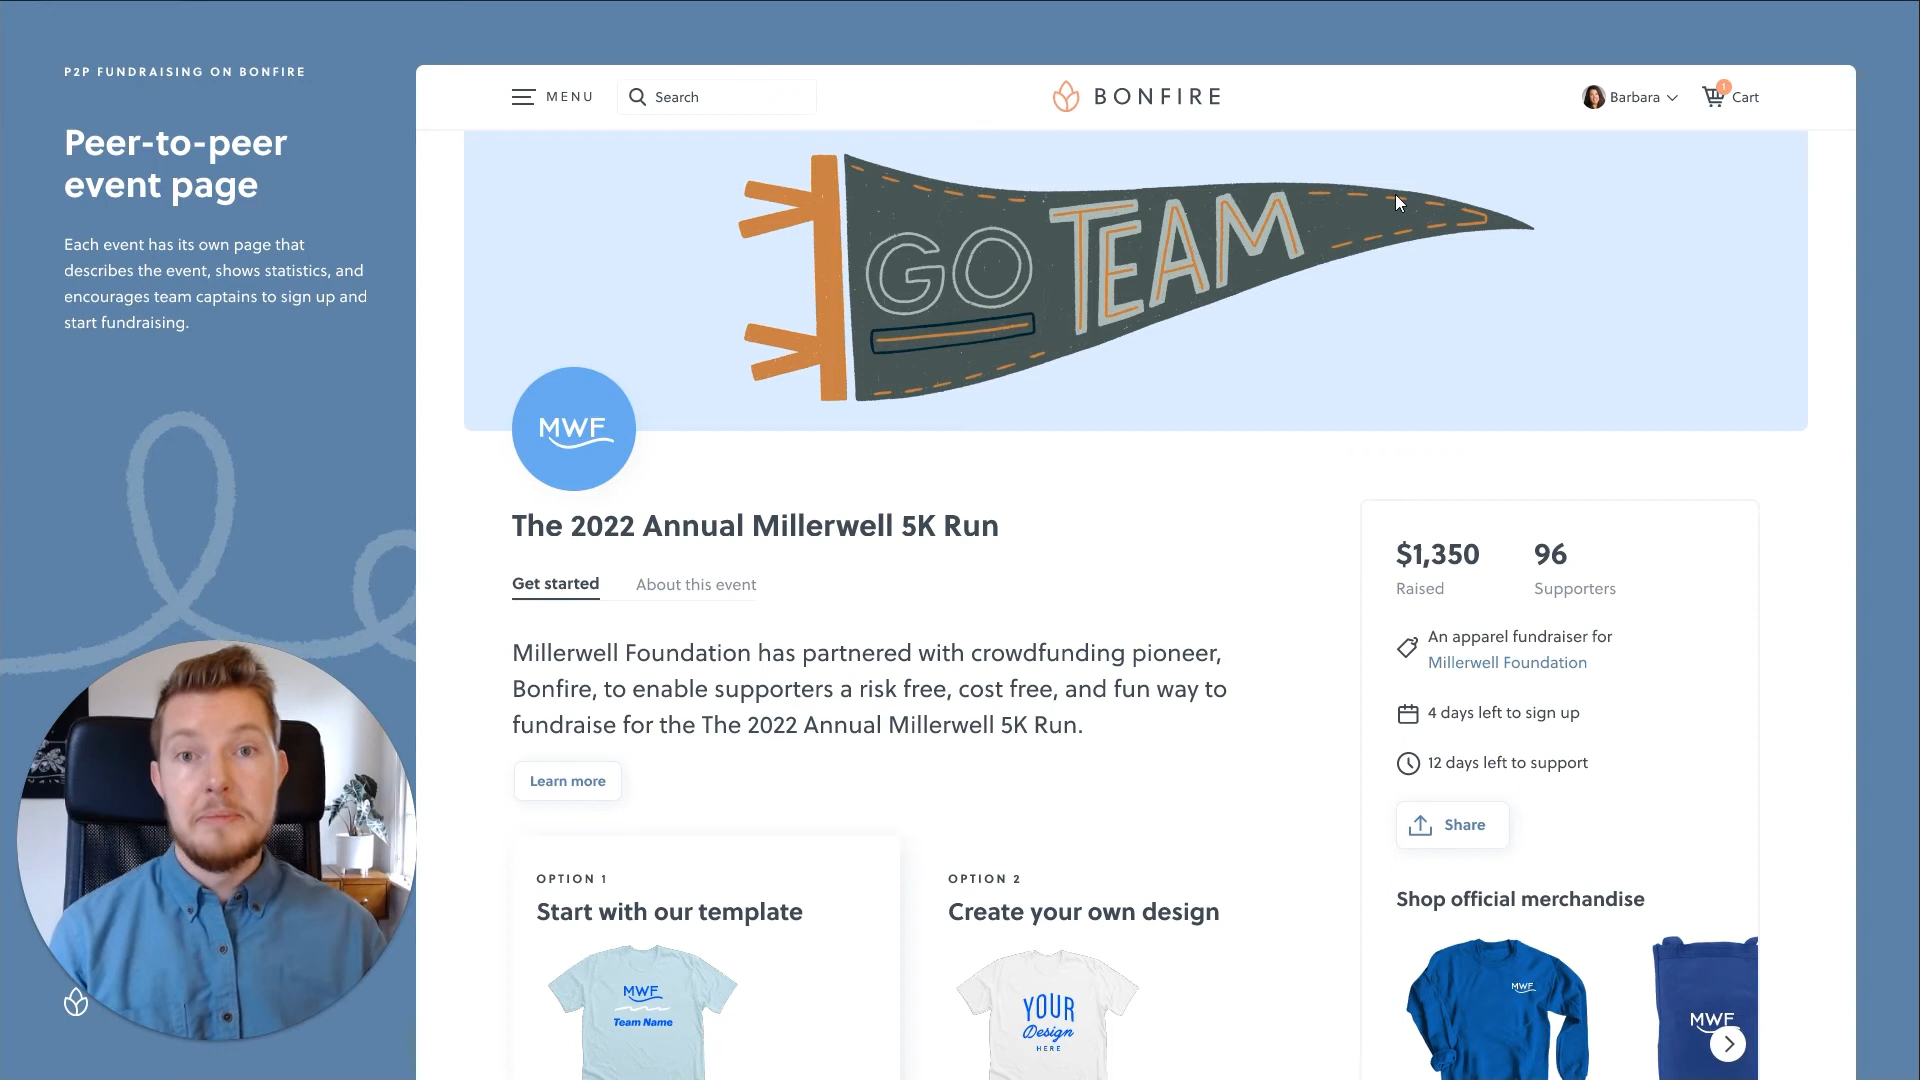 P2P FUNDRAISING ON BONFIRE
Peer-to-peer
event page
Each event has its own page that
describes the event, shows statistics, and
encourages team captains to sign up and
start fundraising.
MENU
Search
BONFIRE
Barbara
1
Cart
GO TEAM
MWF
The 2022 Annual Millerwell 5K Run
Get started
About this event
Millerwell Foundation has partnered with crowdfunding pioneer,
Bonfire, to enable supporters a risk free, cost free, and fun way to
fundraise for the The 2022 Annual Millerwell 5K Run.
Learn more
OPTION 1
Start with our template
MWF
Team Name
OPTION 2
Create your own design
YOUR
Design
HERE
$1,350
Raised
96
Supporters
An apparel fundraiser for
Millerwell Foundation
4 days left to sign up
12 days left to support
Share
Shop official merchandise
MWF
MWF